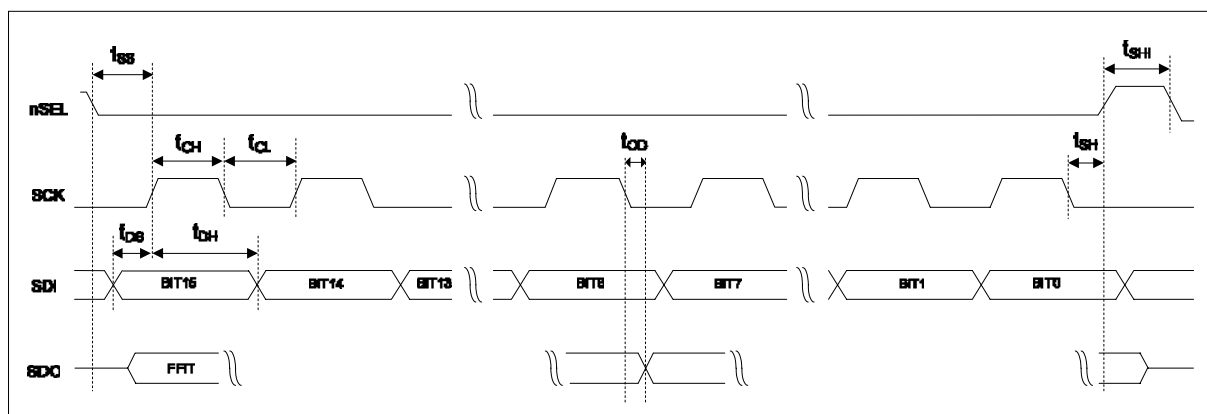 tSS
tSHI
nSEL
tCH
tCL
tOD
tSH
SCK
tDS
tDH
SDI
BIT15
BIT14
BIT13
BIT8
BIT7
BIT1
BIT0
SDO
FFIT